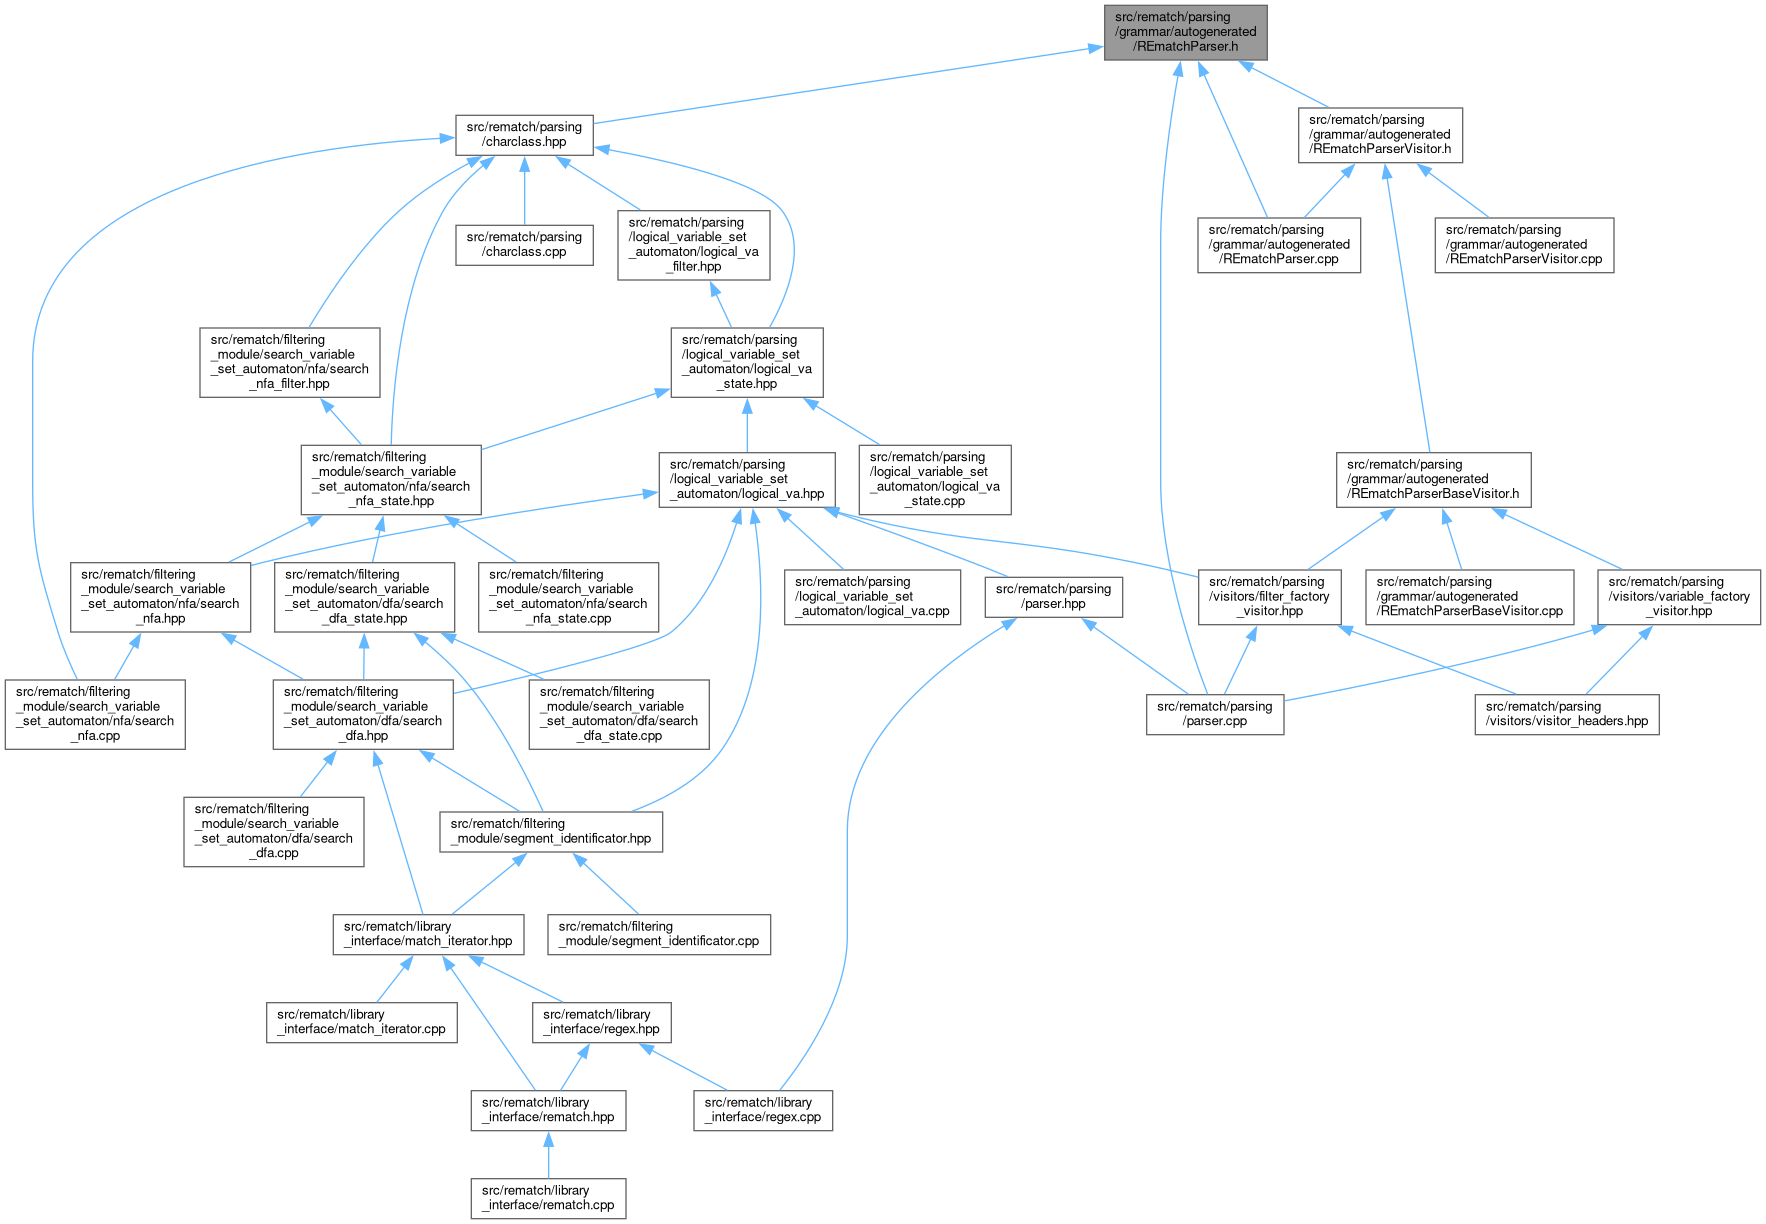 src/rematch/parsing
/grammar/autogenerated
/REmatchParser.h
src/rematch/parsing
/charclass.hpp
src/rematch/parsing
/grammar/autogenerated
/REmatchParserVisitor.h
src/rematch/parsing
/charclass.cpp
src/rematch/parsing
/logical_variable_set
_automaton/logical_va
_filter.hpp
src/rematch/parsing
/grammar/autogenerated
/REmatchParser.cpp
src/rematch/parsing
/grammar/autogenerated
/REmatchParserVisitor.cpp
src/rematch/filtering
_module/search_variable
_set_automaton/nfa/search
_nfa_filter.hpp
src/rematch/parsing
/logical_variable_set
_automaton/logical_va
_state.hpp
src/rematch/filtering
_module/search_variable
_set_automaton/nfa/search
_nfa_state.hpp
src/rematch/parsing
/logical_variable_set
_automaton/logical_va.hpp
src/rematch/parsing
/logical_variable_set
_automaton/logical_va
_state.cpp
src/rematch/parsing
/grammar/autogenerated
/REmatchParserBaseVisitor.h
src/rematch/filtering
_module/search_variable
_set_automaton/nfa/search
_nfa.hpp
src/rematch/filtering
_module/search_variable
_set_automaton/dfa/search
_dfa_state.hpp
src/rematch/filtering
_module/search_variable
_set_automaton/nfa/search
_nfa_state.cpp
src/rematch/parsing
/logical_variable_set
_automaton/logical_va.cpp
src/rematch/parsing
/parser.hpp
src/rematch/parsing
/visitors/filter_factory
_visitor.hpp
src/rematch/parsing
/grammar/autogenerated
/REmatchParserBaseVisitor.cpp
src/rematch/parsing
/visitors/variable_factory
_visitor.hpp
src/rematch/filtering
_module/search_variable
_set_automaton/nfa/search
_nfa.cpp
src/rematch/filtering
_module/search_variable
_set_automaton/dfa/search
_dfa.hpp
src/rematch/filtering
_module/search_variable
_set_automaton/dfa/search
_dfa_state.cpp
src/rematch/parsing
/parser.cpp
src/rematch/parsing
/visitors/visitor_headers.hpp
src/rematch/filtering
_module/search_variable
_set_automaton/dfa/search
_dfa.cpp
src/rematch/filtering
_module/segment_identificator.hpp
src/rematch/library
_interface/match_iterator.hpp
src/rematch/filtering
_module/segment_identificator.cpp
src/rematch/library
_interface/match_iterator.cpp
src/rematch/library
_interface/regex.hpp
src/rematch/library
_interface/rematch.hpp
src/rematch/library
_interface/regex.cpp
src/rematch/library
_interface/rematch.cpp